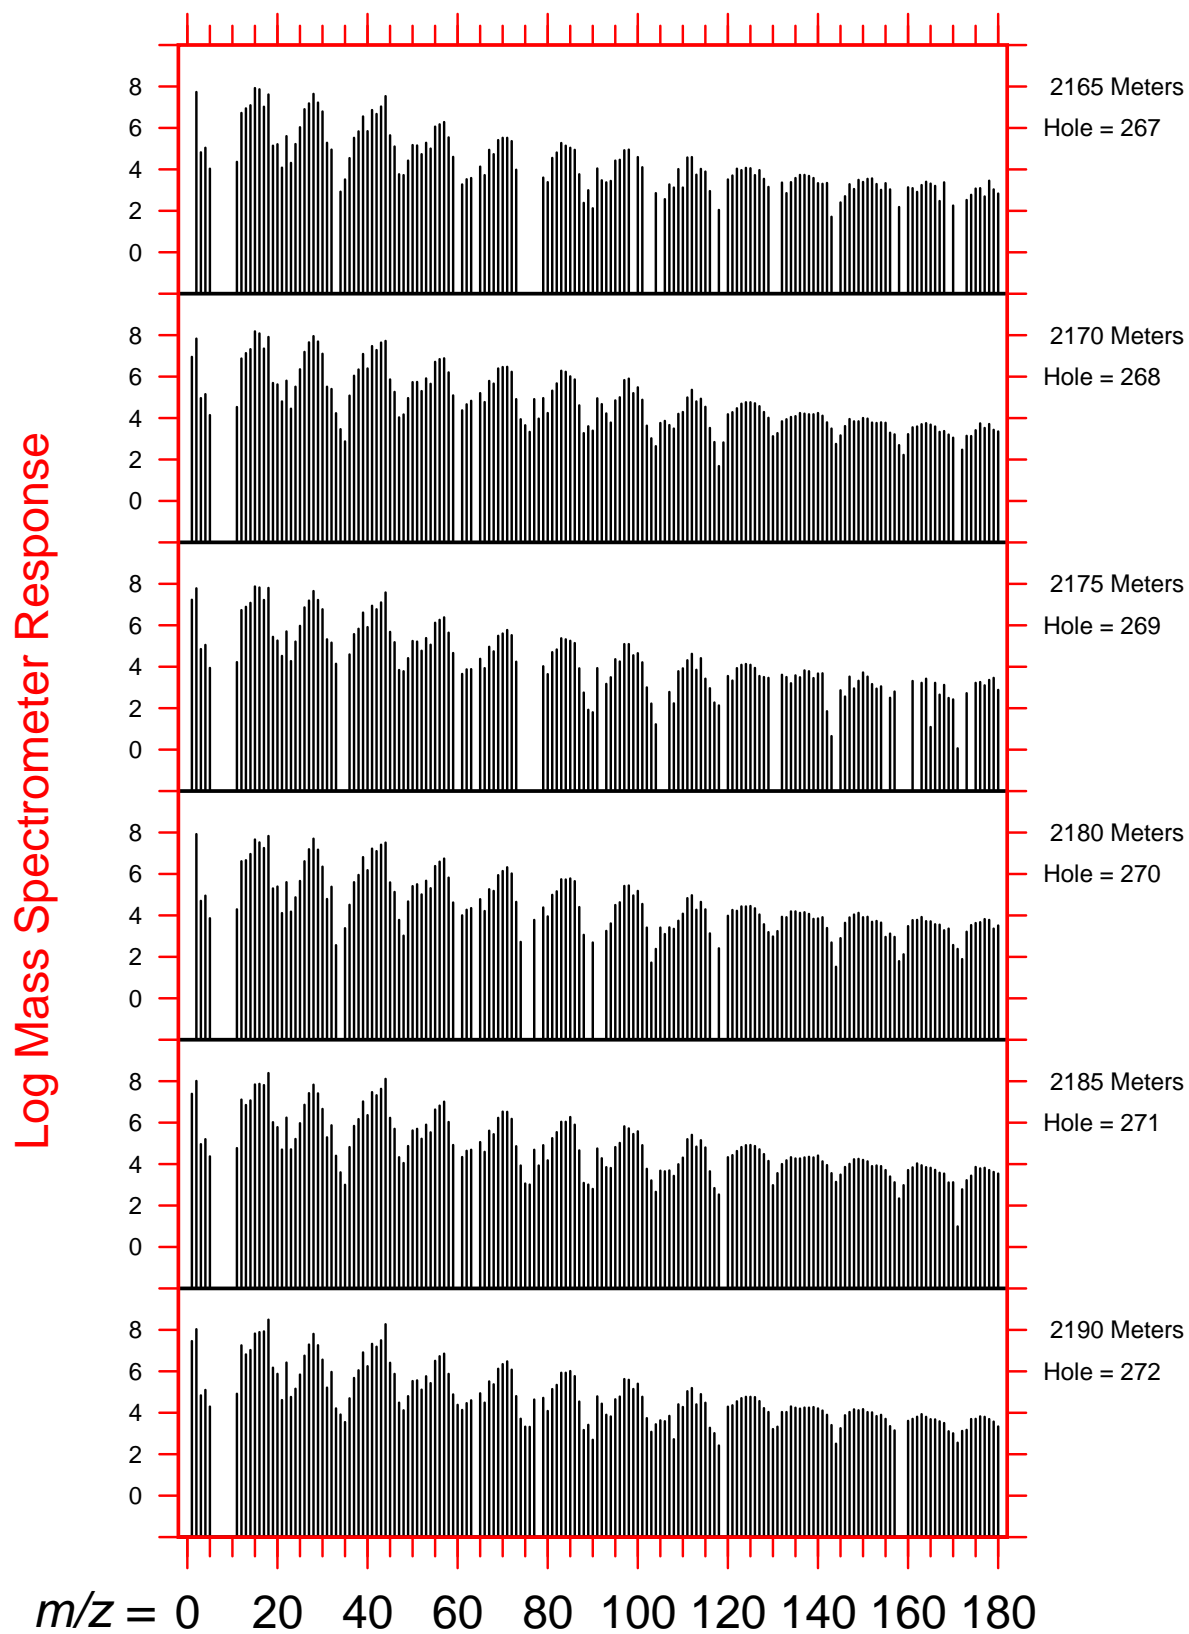 8
6
4
2
0
2165 Meters
Hole = 267
8
6
4
2
0
2170 Meters
Hole = 268
8
6
4
2
0
2175 Meters
Hole = 269
8
6
4
2
0
2180 Meters
Hole = 270
8
6
4
2
0
2185 Meters
Hole = 271
8
6
4
2
0
2190 Meters
Hole = 272
Log Mass Spectrometer Response
m/z = 0 20 40 60 80 100 120 140 160 180